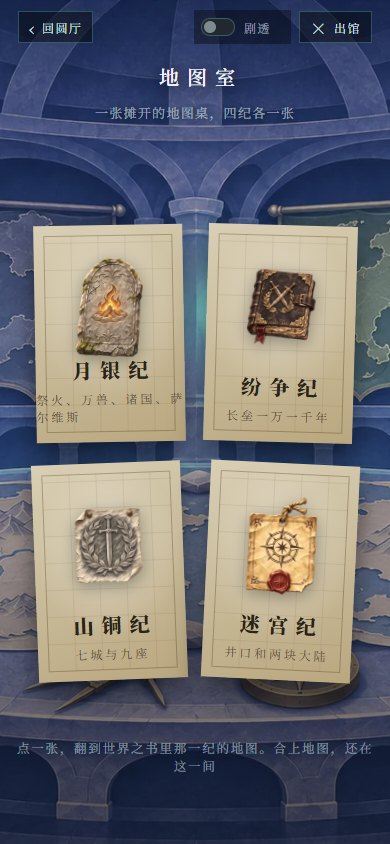 回圆厅
剧透
出馆
地图室
一张摊开的地图桌，四纪各一张
月银纪
祭火、万兽、诸国、萨
尔维斯
纷争纪
长垒一万一千年
山铜纪
七城与九座
迷宫纪
井口和两块大陆
点一张，翻到世界之书里那一纪的地图。合上地图，还在
这一间